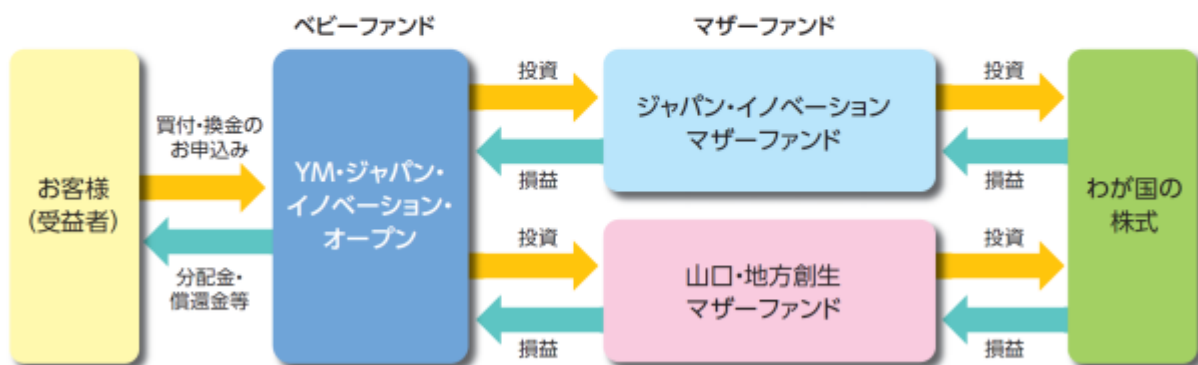 ベビーファンド
マザーファンド
お客様
（受益者）
買付・換金の
お申込み
分配金・
償還金等
YM・ジャパン・
イノベーション・
オープン
投資
損益
ジャパン・イノベーション
マザーファンド
投資
損益
投資
損益
山口・地方創生
マザーファンド
投資
損益
わが国の
株式